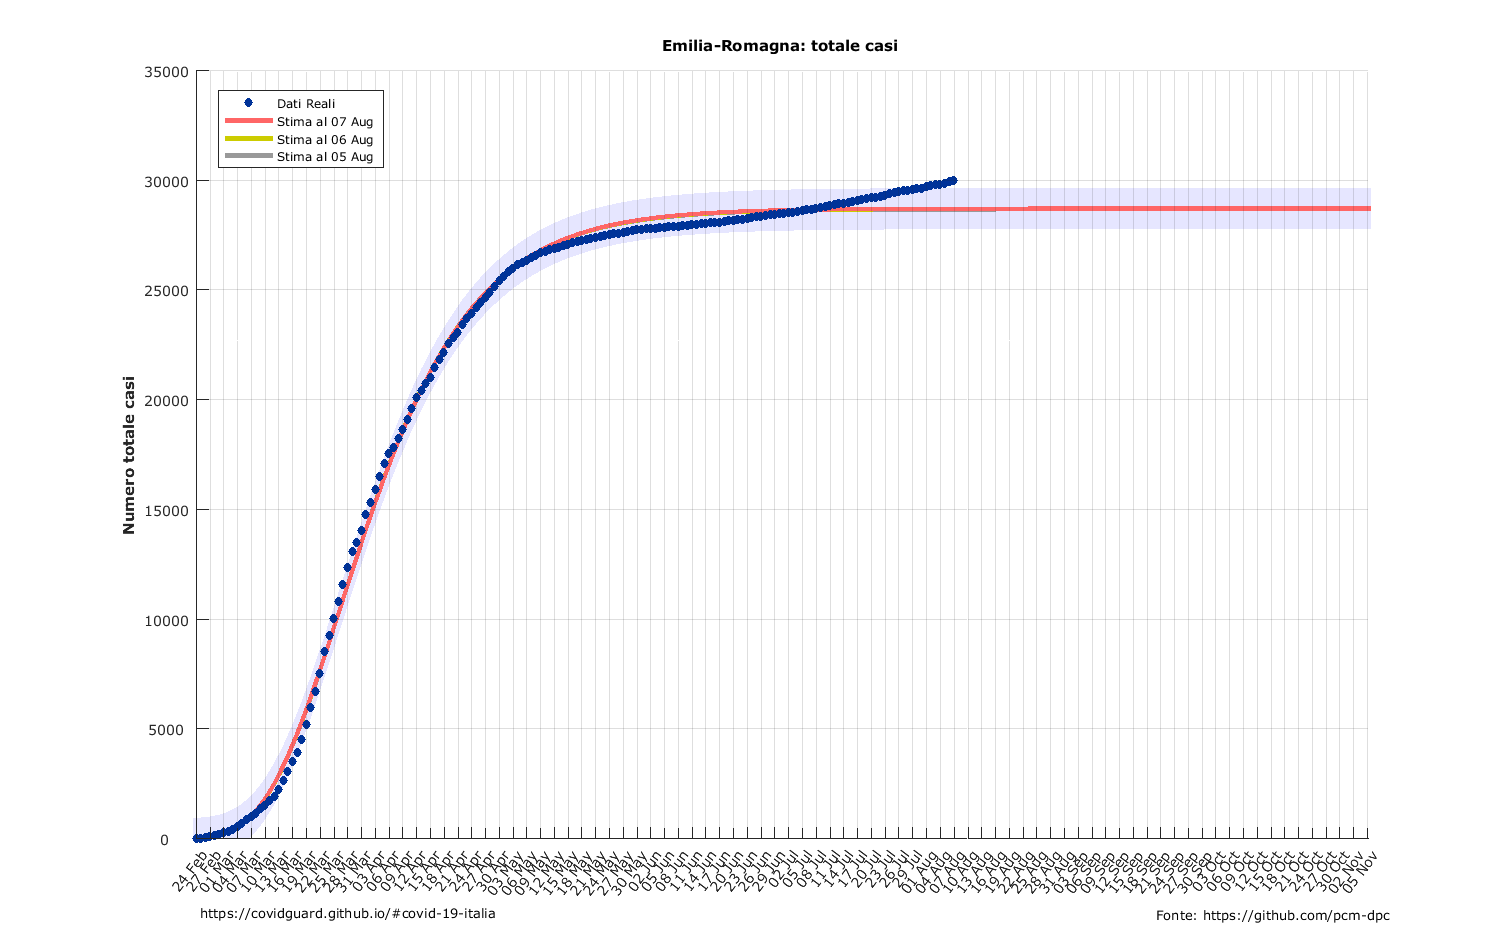 Emilia-Romagna: totale casi
35000
30000
25000
20000
15000
10000
5000
0
Numero totale casi
Dati Reali
Stima al 07 Aug
Stima al 06 Aug
Stima al 05 Aug
24 Feb
27 Feb
01 Mar
04 Mar
07 Mar
10 Mar
13 Mar
16 Mar
19 Mar
22 Mar
25 Mar
28 Mar
31 Mar
03 Apr
06 Apr
09 Apr
12 Apr
15 Apr
18 Apr
21 Apr
24 Apr
27 Apr
30 Apr
03 May
06 May
09 May
12 May
15 May
18 May
21 May
24 May
27 May
30 May
02 Jun
05 Jun
08 Jun
11 Jun
14 Jun
17 Jun
20 Jun
23 Jun
26 Jun
29 Jun
02 Jul
05 Jul
08 Jul
11 Jul
14 Jul
17 Jul
20 Jul
23 Jul
26 Jul
29 Jul
01 Aug
04 Aug
07 Aug
10 Aug
13 Aug
16 Aug
19 Aug
22 Aug
25 Aug
28 Aug
31 Aug
03 Sep
06 Sep
09 Sep
12 Sep
15 Sep
18 Sep
21 Sep
24 Sep
27 Sep
30 Sep
03 Oct
06 Oct
09 Oct
12 Oct
15 Oct
18 Oct
21 Oct
24 Oct
27 Oct
30 Oct
02 Nov
05 Nov
https://covidguard.github.io/#covid-19-italia
Fonte: https://github.com/pcm-dpc